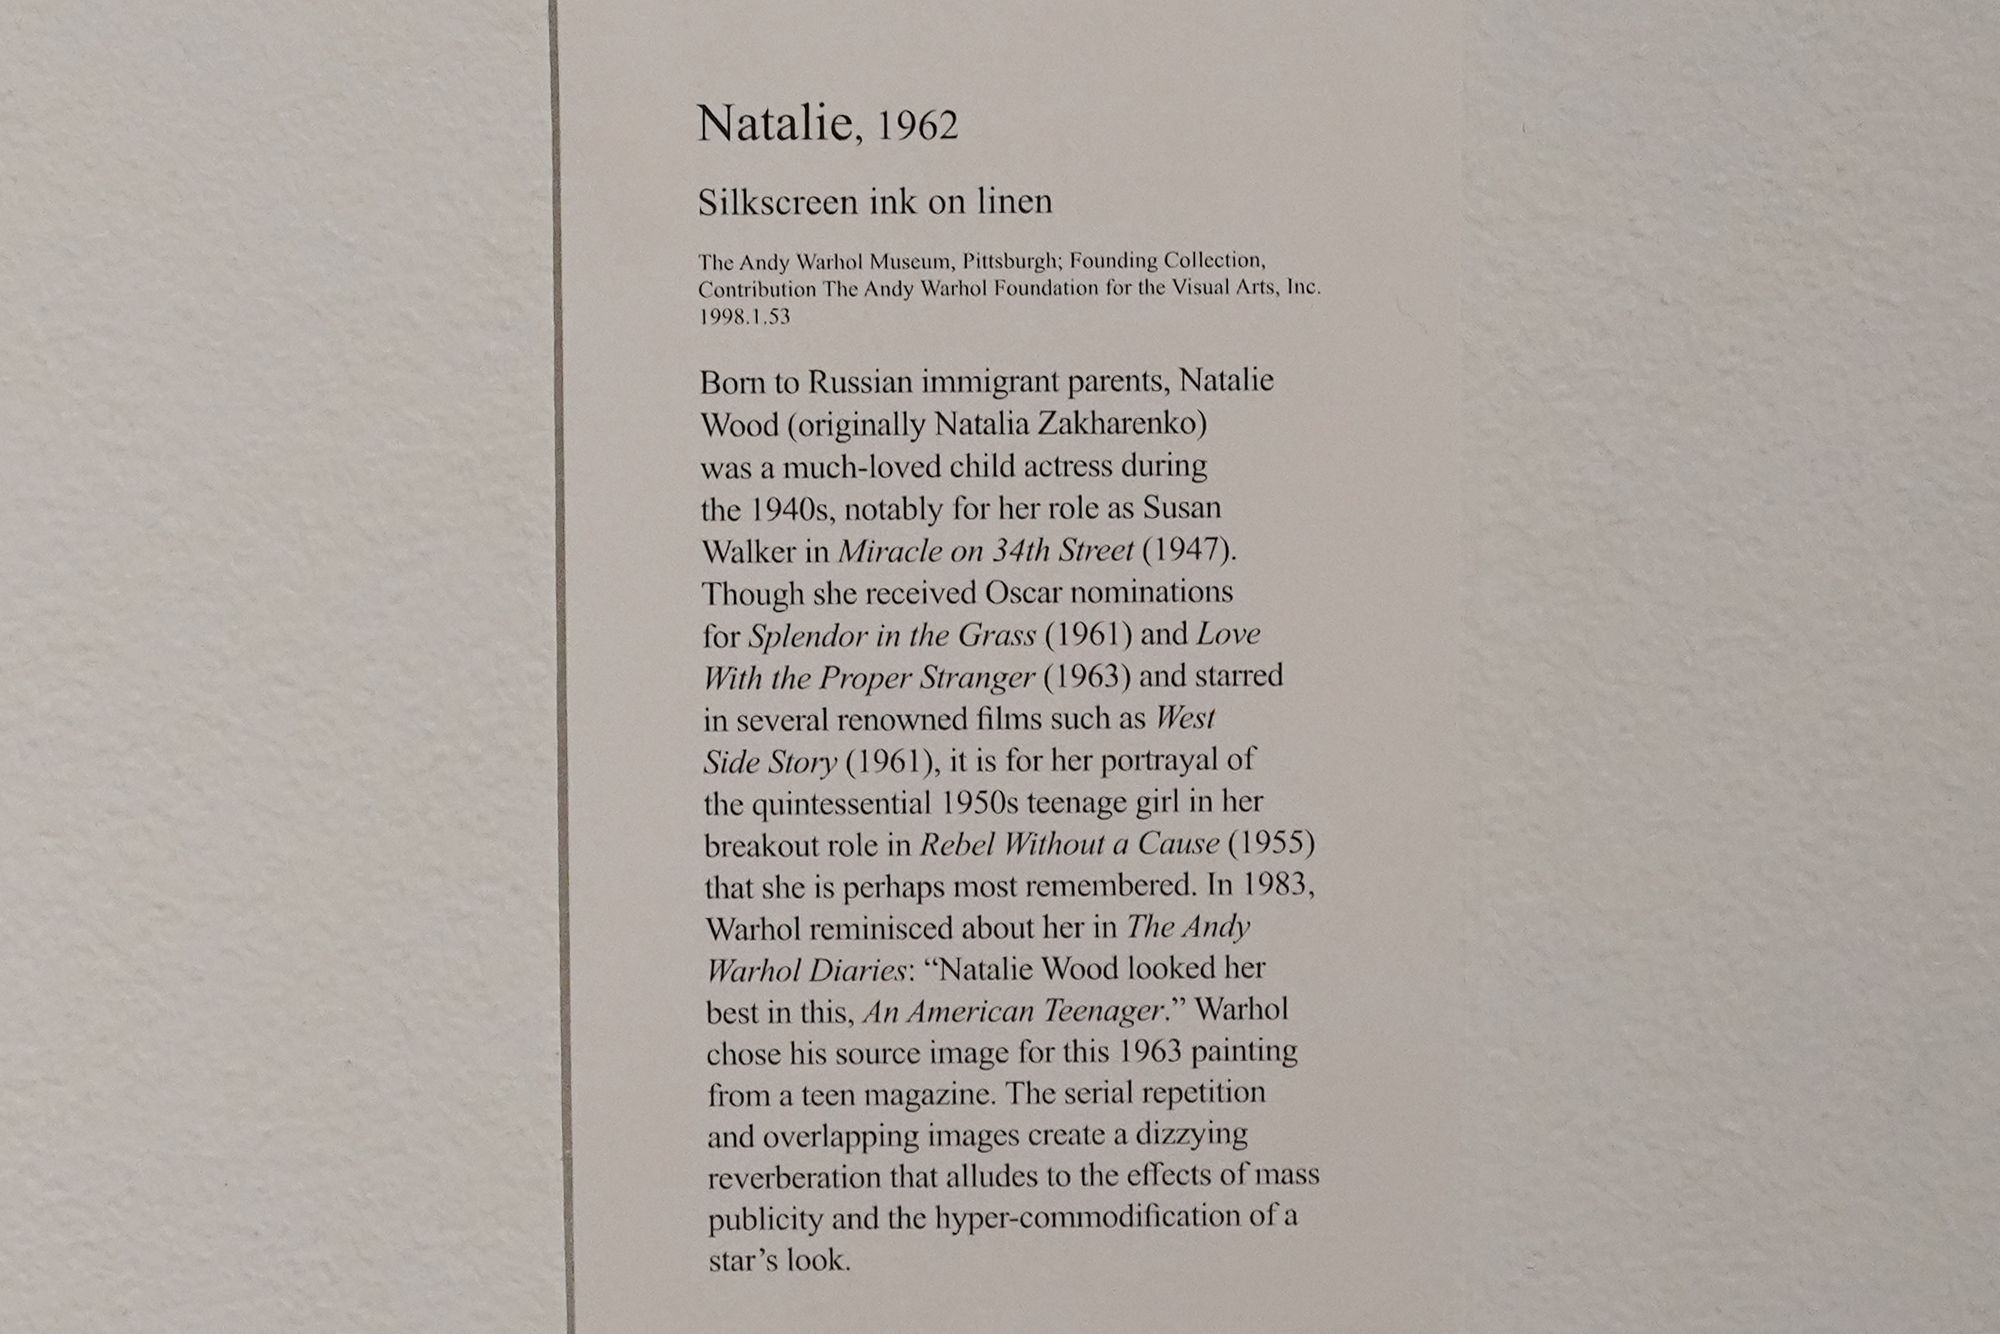 Natalie, 1962
Silkscreen ink on linen
The Andy Warhol Museum, Pittsburgh; Founding Collection,
Contribution The Andy Warhol Foundation for the Visual Arts, Inc.
1998.1.53
Born to Russian immigrant parents, Natalie
Wood (originally Natalia Zakharenko)
was a much-loved child actress during
the 1940s, notably for her role as Susan
Walker in Miracle on 34th Street (1947).
Though she received Oscar nominations
for Splendor in the Grass (1961) and Love
With the Proper Stranger (1963) and starred
in several renowned films such as West
Side Story (1961), it is for her portrayal of
the quintessential 1950s teenage girl in her
breakout role in Rebel Without a Cause (1955)
that she is perhaps most remembered. In 1983,
Warhol reminisced about her in The Andy
Warhol Diaries: “Natalie Wood looked her
best in this, An American Teenager.” Warhol
chose his source image for this 1963 painting
from a teen magazine. The serial repetition
and overlapping images create a dizzying
reverberation that alludes to the effects of mass
publicity and the hyper-commodification of a
star’s look.